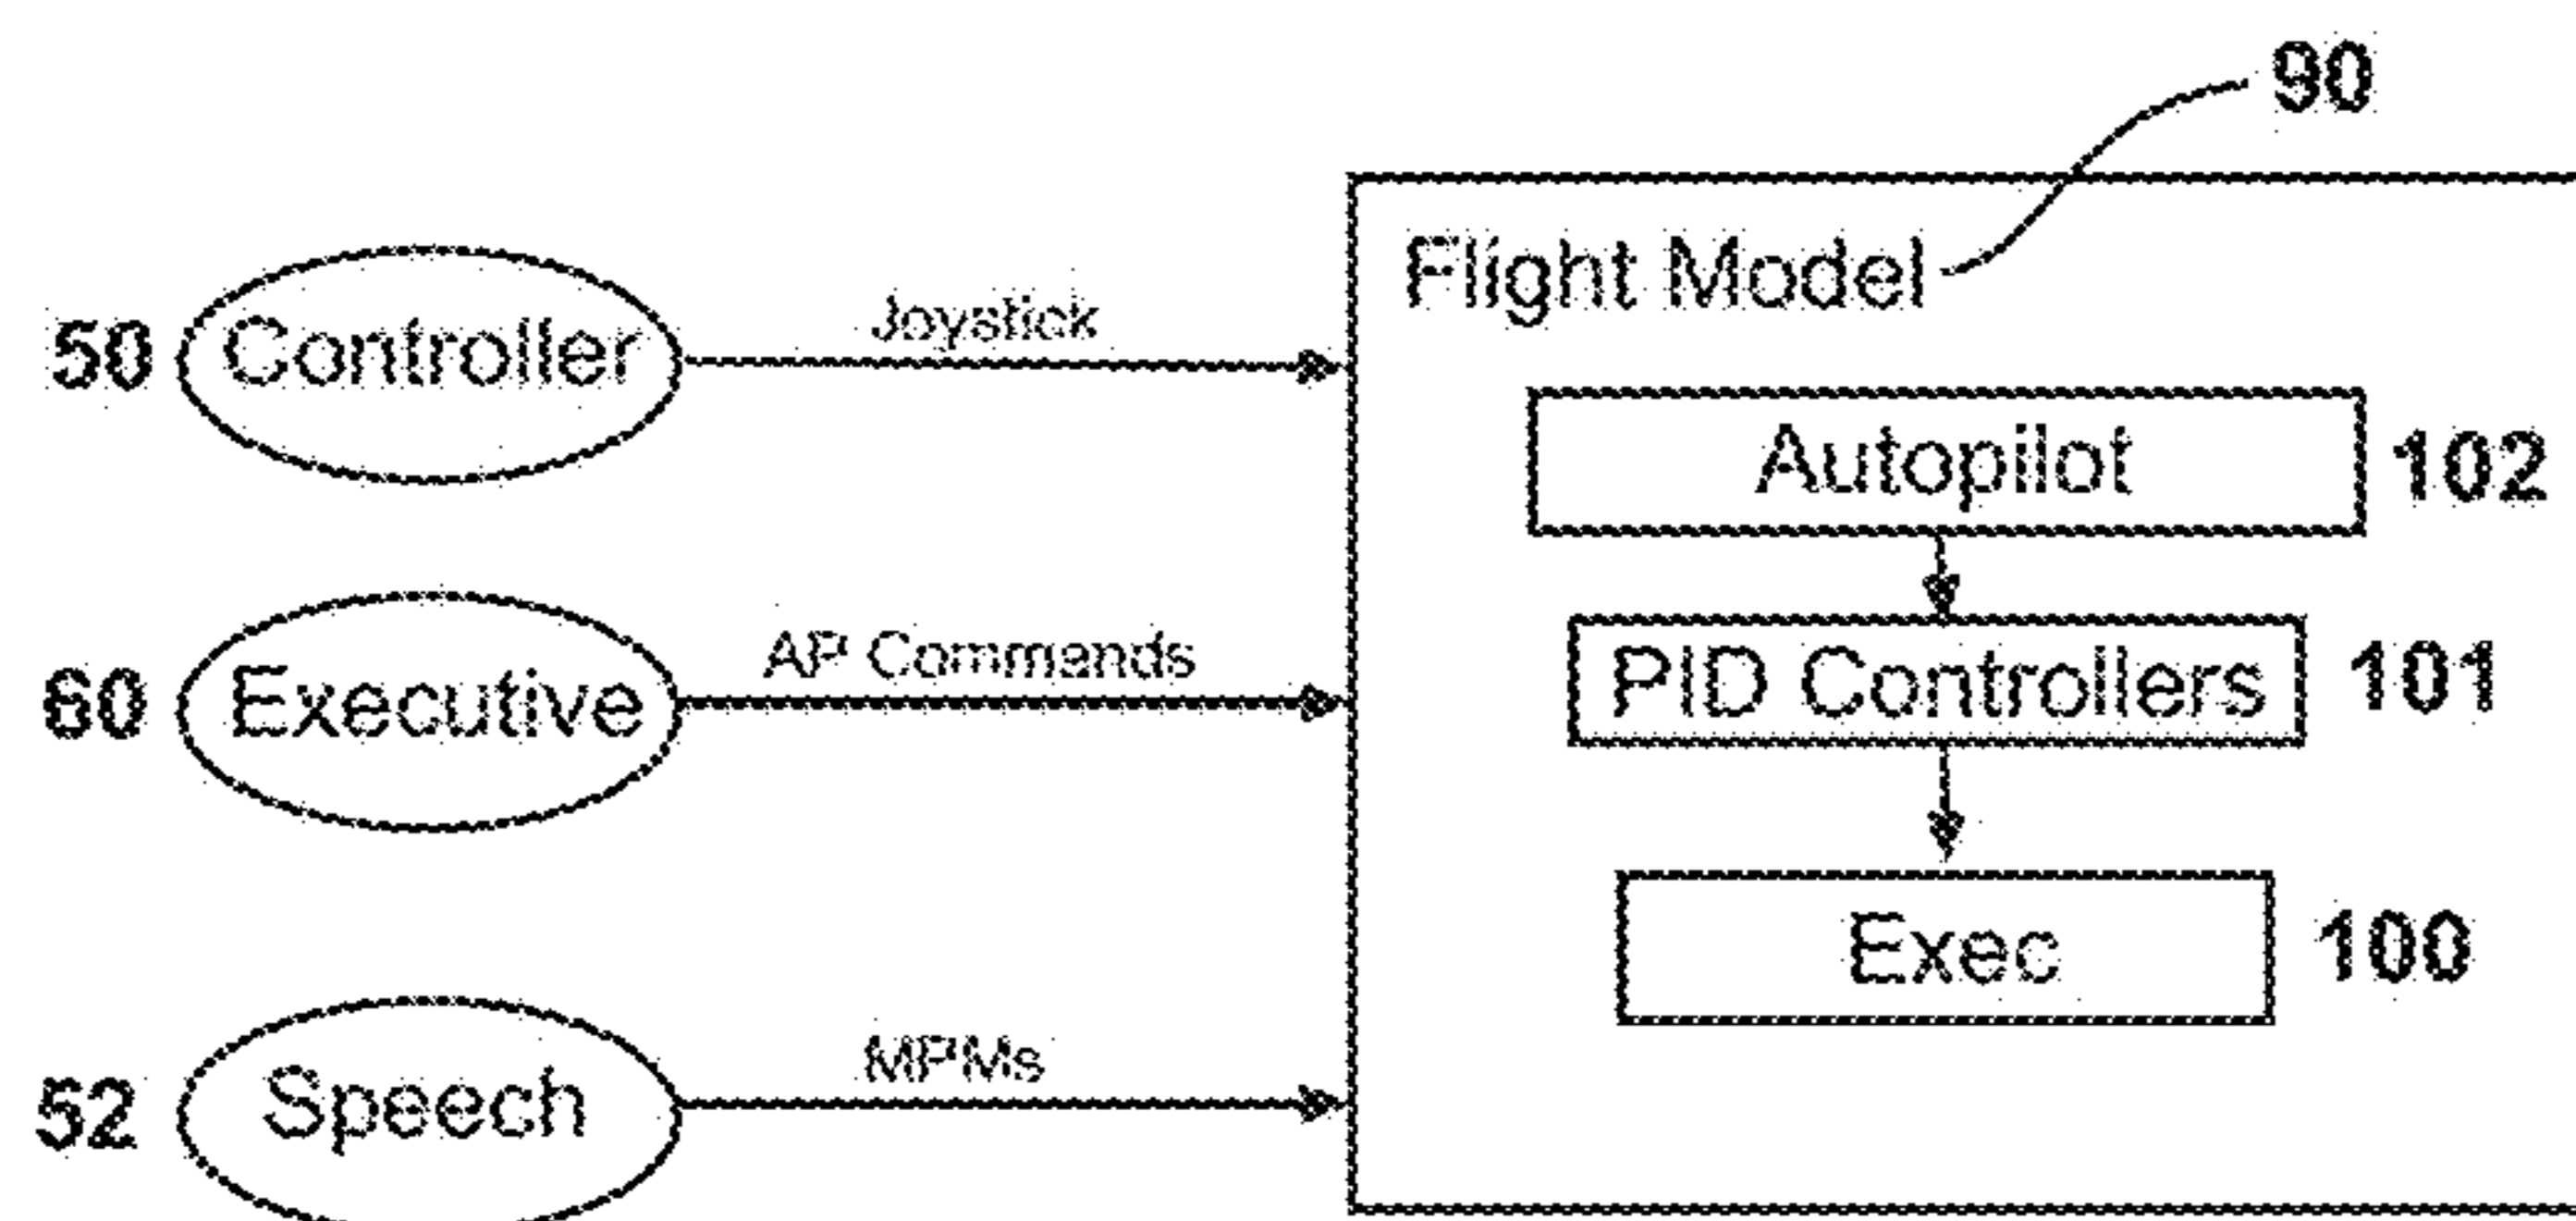 90
Flight Model
Joystick
50 Controller
Autopilot 102
AP Commands
60 Executive
PID Controllers 101
Exec 100
MPMs
52 Speech